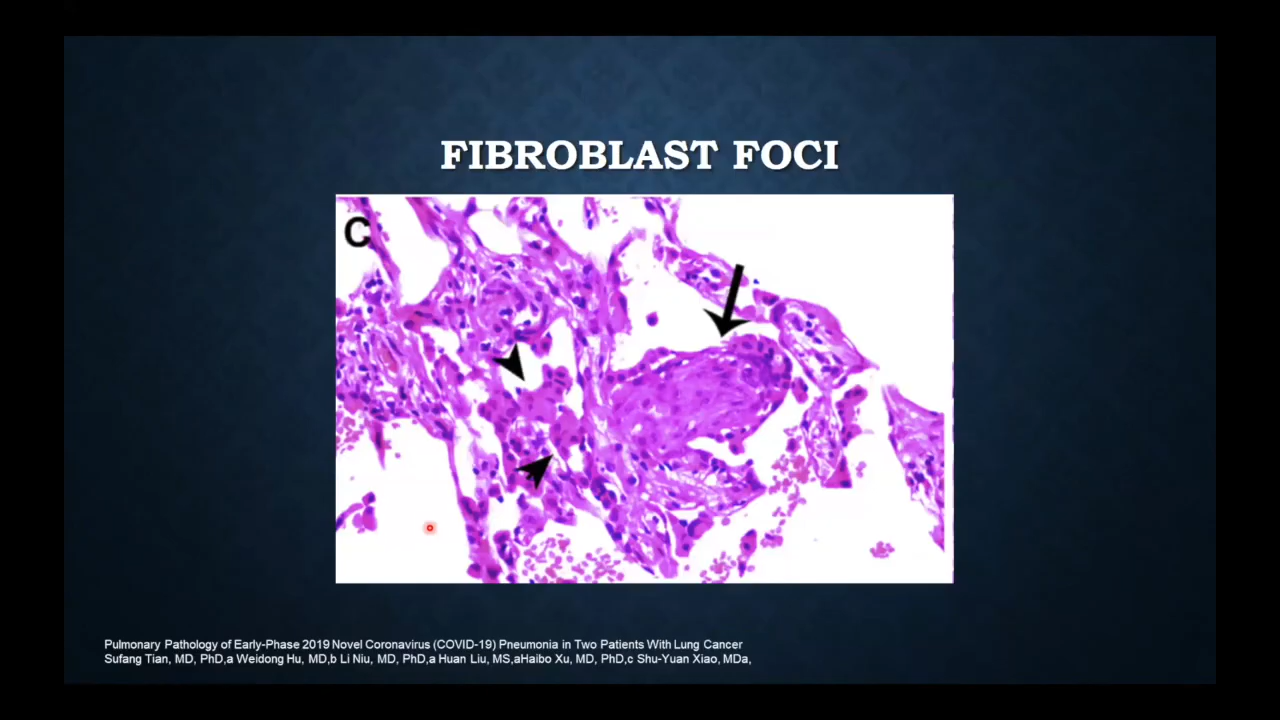 FIBROBLAST FOCI
C
Pulmonary Pathology of Early-Phase 2019 Novel Coronavirus (COVID-19) Pneumonia in Two Patients With Lung Cancer
Sufang Tian, MD, PhD,a Weidong Hu, MD,b Li Niu, MD, PhD,a Huan Liu, MS,aHaibo Xu, MD, PhD,c Shu-Yuan Xiao, MDa,